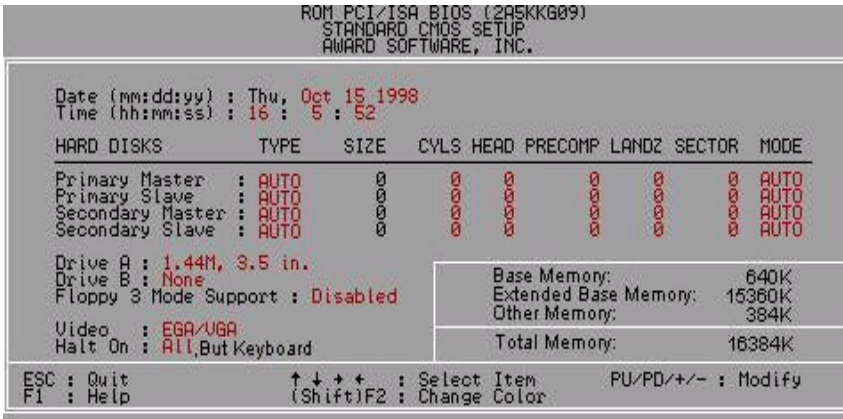 ROM PCI/ISA BIOS (2A5KKG09)
STANDARD CMOS SETUP
AWARD SOFTWARE, INC.
Date (mm:dd:yy) : Thu, Oct 15 1998
Time (hh:mm:ss) : 16 : 5 : 52
HARD DISKS TYPE SIZE CYLS HEAD PRECOMP LANDZ SECTOR MODE
Primary Master : AUTO 0 0 0 0 0 0 AUTO
Primary Slave : AUTO 0 0 0 0 0 0 AUTO
Secondary Master : AUTO 0 0 0 0 0 0 AUTO
Secondary Slave : AUTO 0 0 0 0 0 0 AUTO
Drive A : 1.44M, 3.5 in.
Drive B : None
Floppy 3 Mode Support : Disabled
Video : EGA/VGA
Halt On : All,But Keyboard
Base Memory: 640K
Extended Base Memory: 15360K
Other Memory: 384K
Total Memory: 16384K
ESC : Quit ↑ ↓ → ← : Select Item PU/PD/+/- : Modify
F1 : Help (Shift)F2 : Change Color